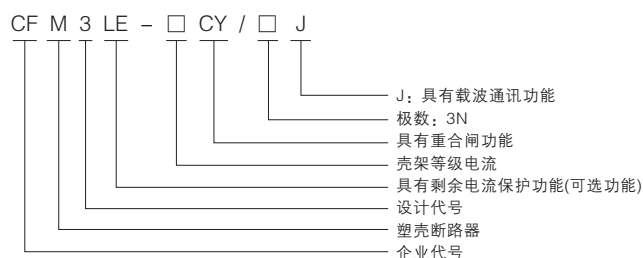 CF M 3 LE – □ CY / □ J
J：具有载波通讯功能
极数：3N
具有重合闸功能
壳架等级电流
具有剩余电流保护功能(可选功能)
设计代号
塑壳断路器
企业代号